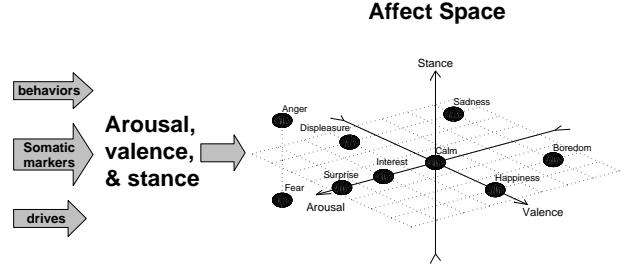 Affect Space
behaviors
Somatic
markers
drives
Arousal,
valence,
& stance
Stance
Anger
Sadness
Displeasure
Calm
Boredom
Interest
Surprise
Happiness
Fear
Arousal
Valence